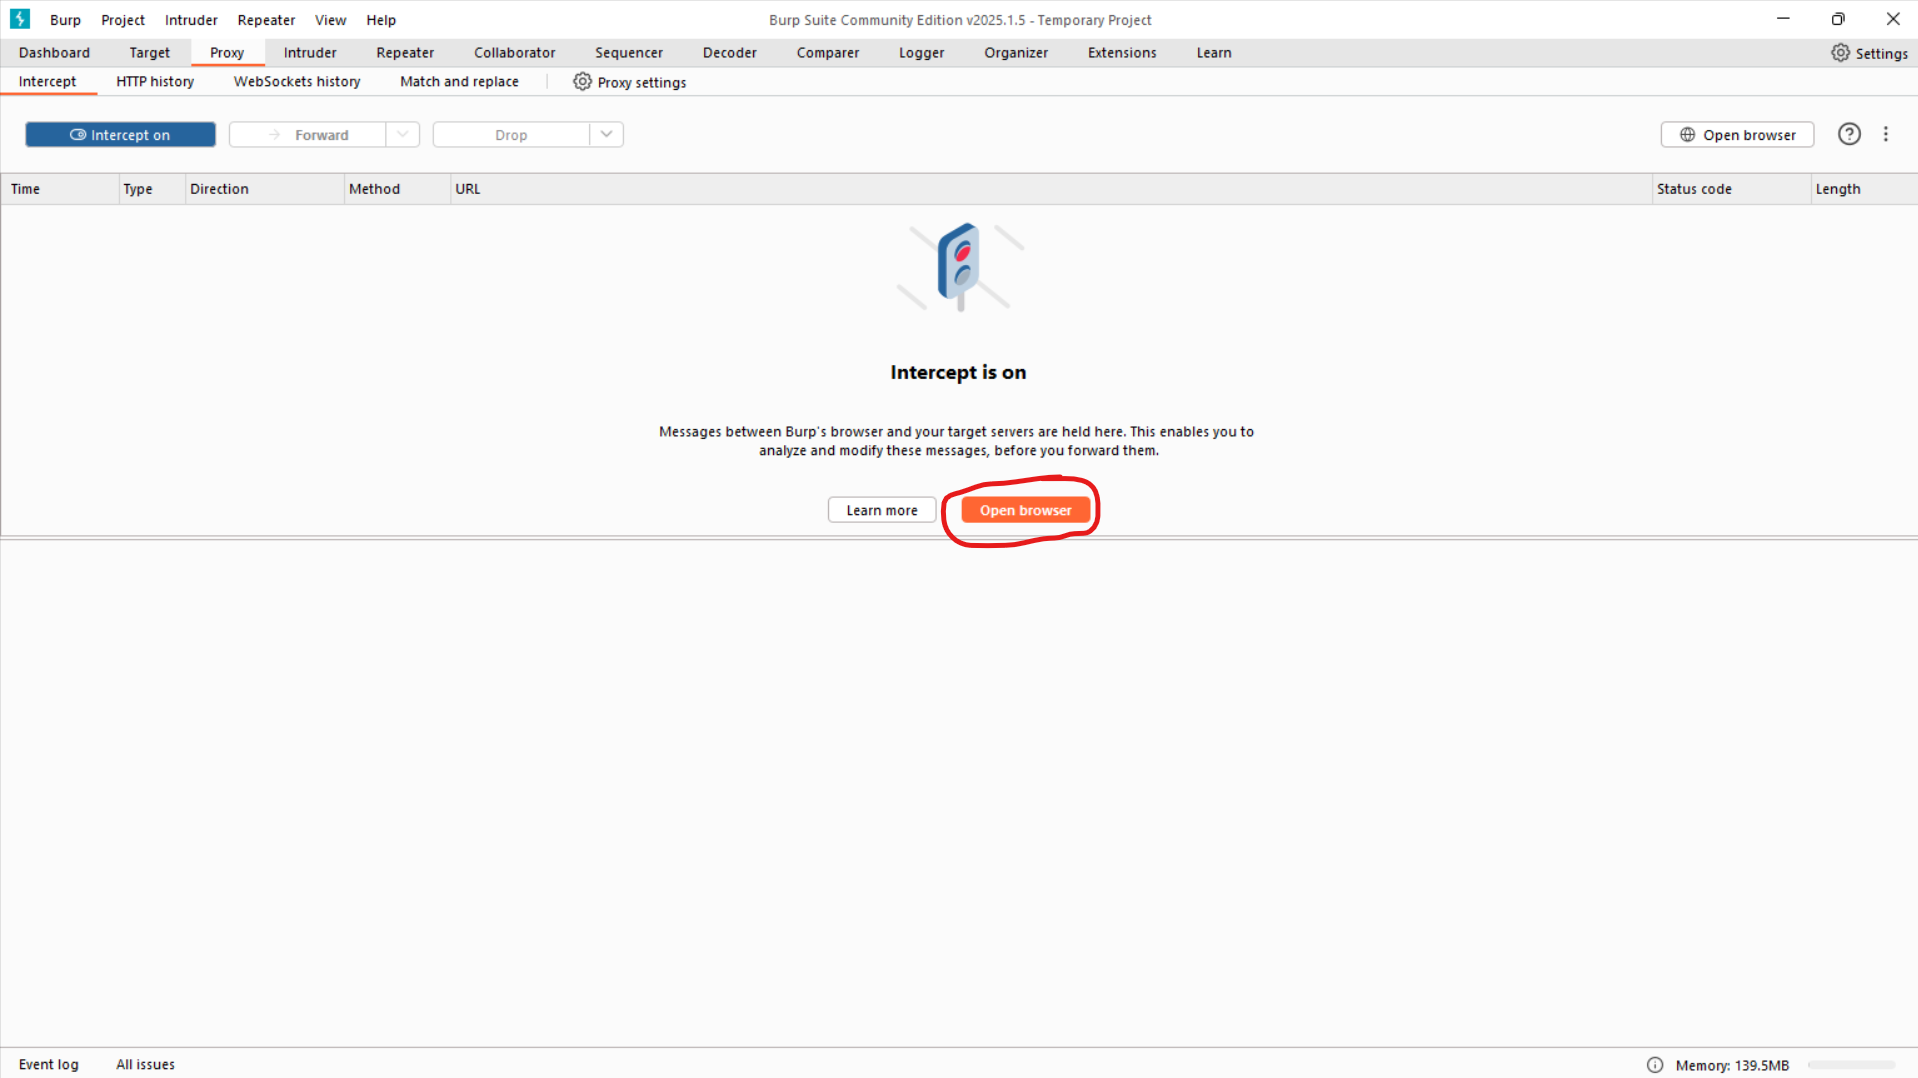 Burp Project Intruder Repeater View Help Burp Suite Community Edition v2025.1.5 - Temporary Project
Dashboard Target Proxy Intruder Repeater Collaborator Sequencer Decoder Comparer Logger Organizer Extensions Learn Settings
Intercept HTTP history WebSockets history Match and replace Proxy settings
Intercept on Forward Drop Open browser
Time Type Direction Method URL Status code Length
Intercept is on
Messages between Burp's browser and your target servers are held here. This enables you to
analyze and modify these messages, before you forward them.
Learn more Open browser
Event log All issues Memory: 139.5MB